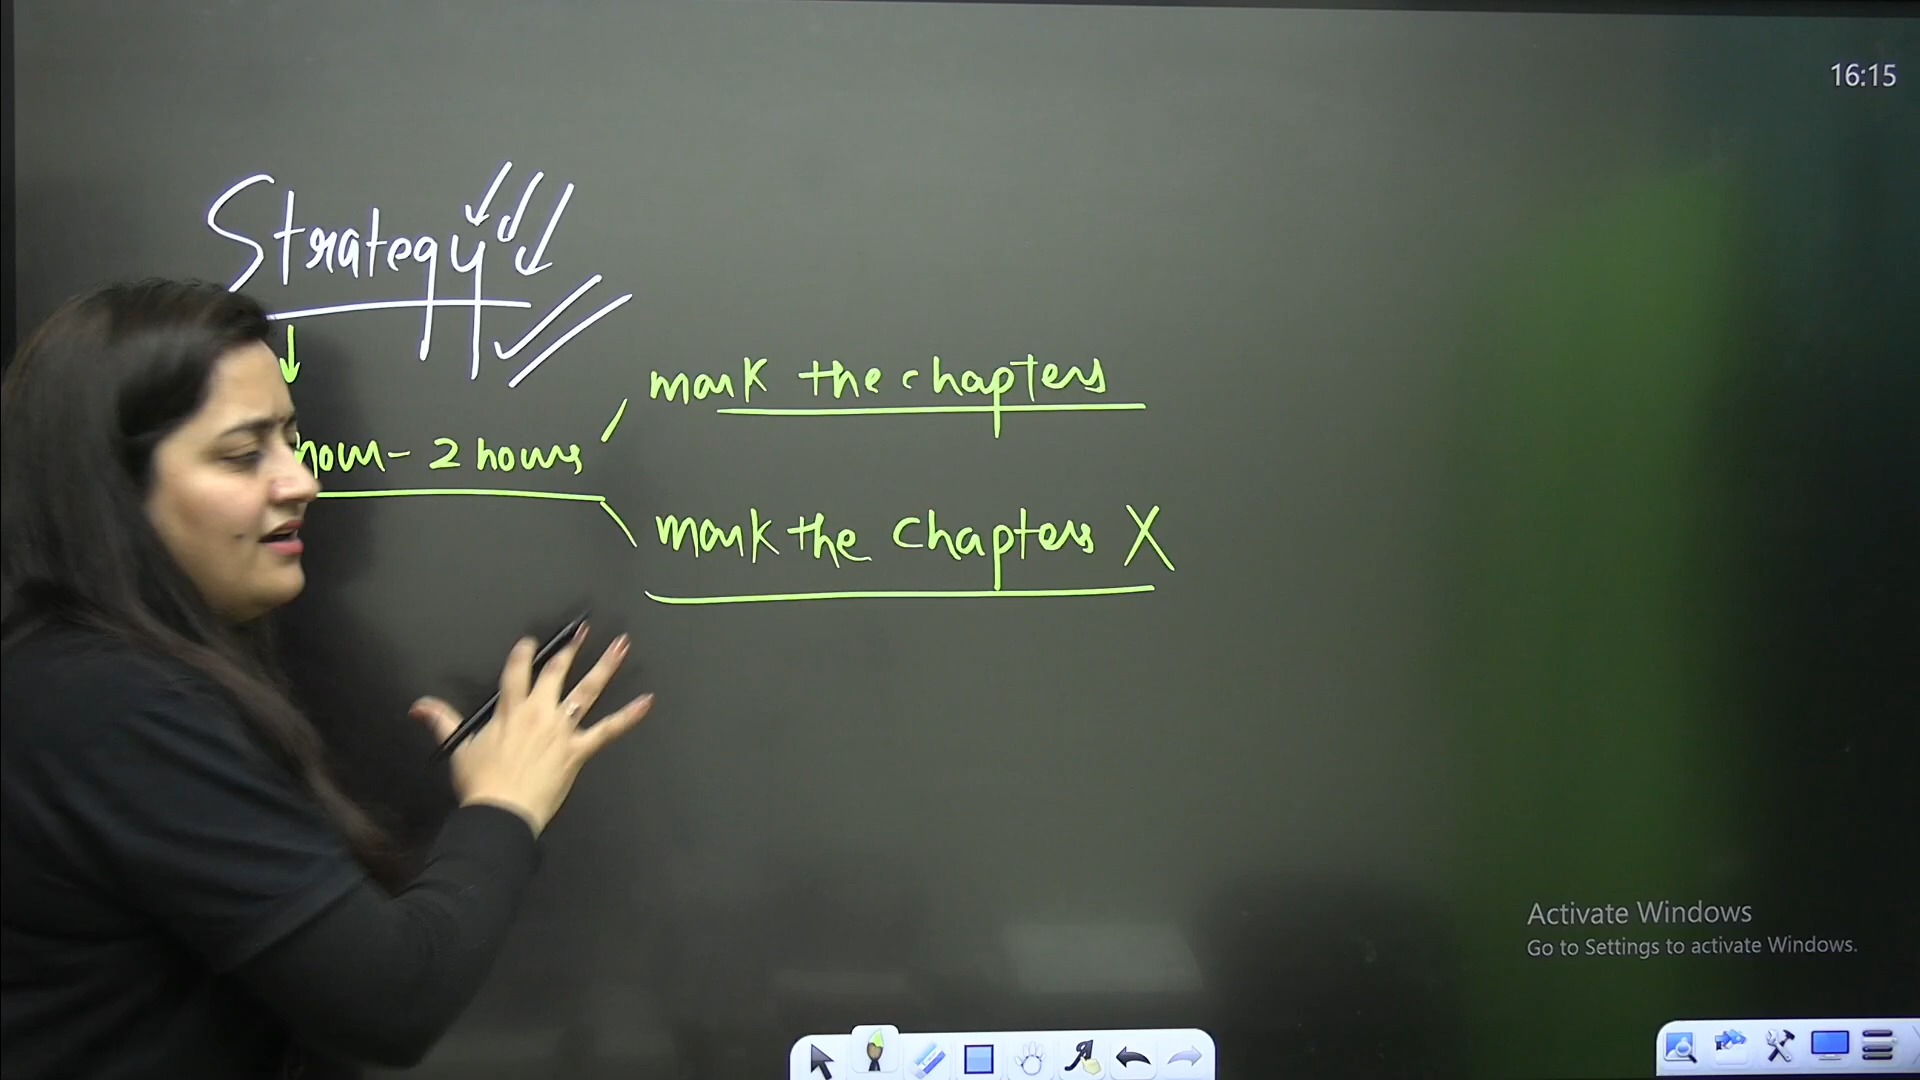 16:15
Strategy
mark the chapters
hour - 2 hours
mark the chapters X
Activate Windows
Go to Settings to activate Windows.